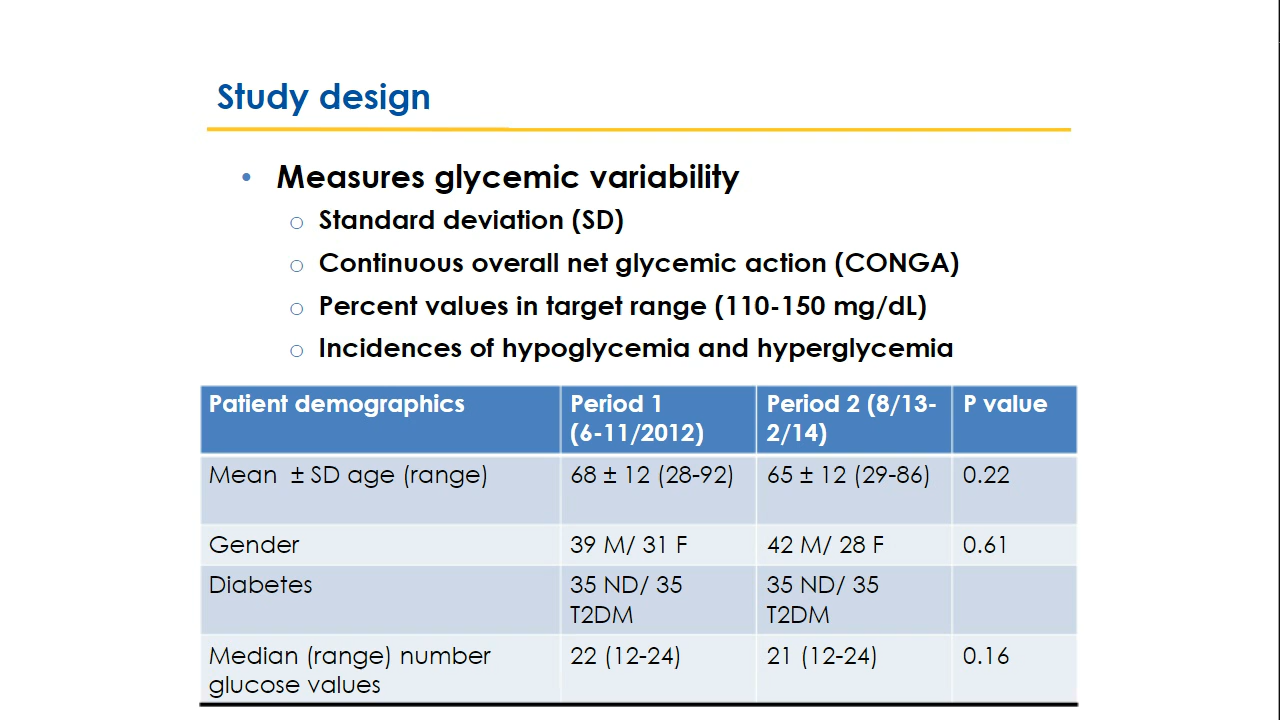 Study design
• Measures glycemic variability
○ Standard deviation (SD)
○ Continuous overall net glycemic action (CONGA)
○ Percent values in target range (110-150 mg/dL)
○ Incidences of hypoglycemia and hyperglycemia
Patient demographics Period 1 Period 2 (8/13- P value
(6-11/2012) 2/14)
Mean ± SD age (range) 68 ± 12 (28-92) 65 ± 12 (29-86) 0.22
Gender 39 M/ 31 F 42 M/ 28 F 0.61
Diabetes 35 ND/ 35 35 ND/ 35
T2DM T2DM
Median (range) number 22 (12-24) 21 (12-24) 0.16
glucose values